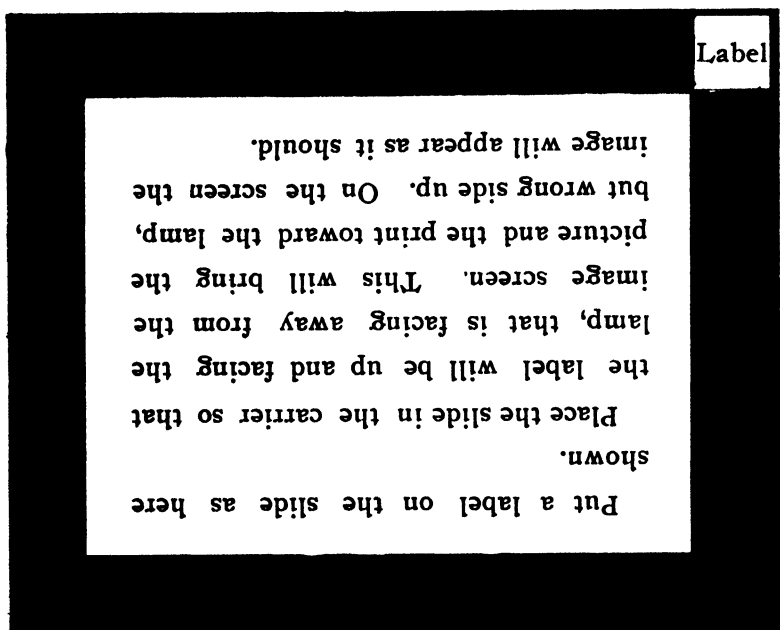 Label
Put a label on the slide as here
shown.
Place the slide in the carrier so that
the label will be up and facing the
lamp, that is facing away from the
image screen. This will bring the
picture and the print toward the lamp,
but wrong side up. On the screen the
image will appear as it should.